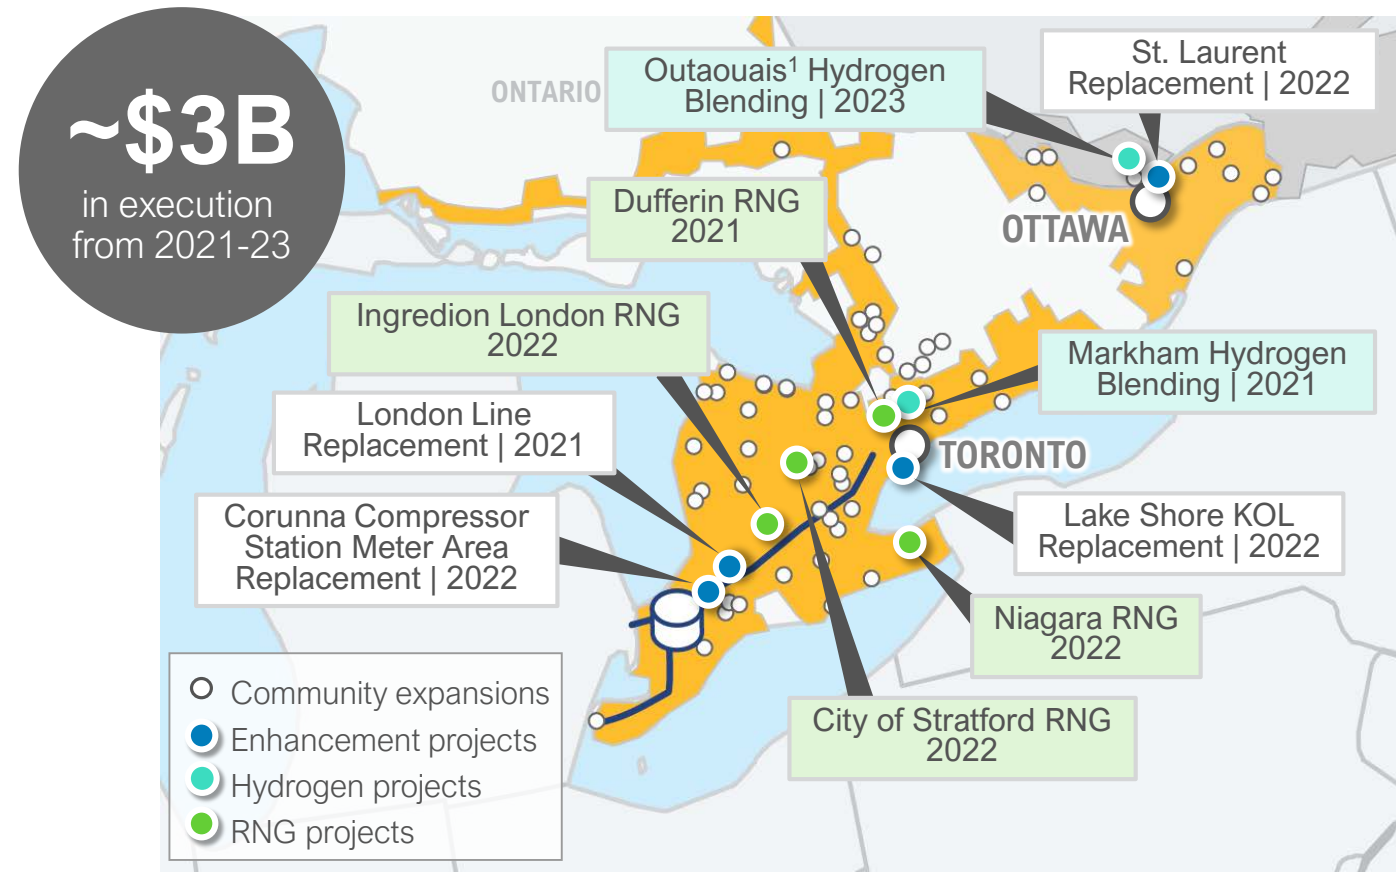 ~$3B
in execution
from 2021-23
ONTARIO
Outaouais¹ Hydrogen
Blending | 2023
St. Laurent
Replacement | 2022
Dufferin RNG
2021
OTTAWA
Ingredion London RNG
2022
Markham Hydrogen
Blending | 2021
London Line
Replacement | 2021
TORONTO
Corunna Compressor
Station Meter Area
Replacement | 2022
Lake Shore KOL
Replacement | 2022
Niagara RNG
2022
City of Stratford RNG
2022
Community expansions
Enhancement projects
Hydrogen projects
RNG projects